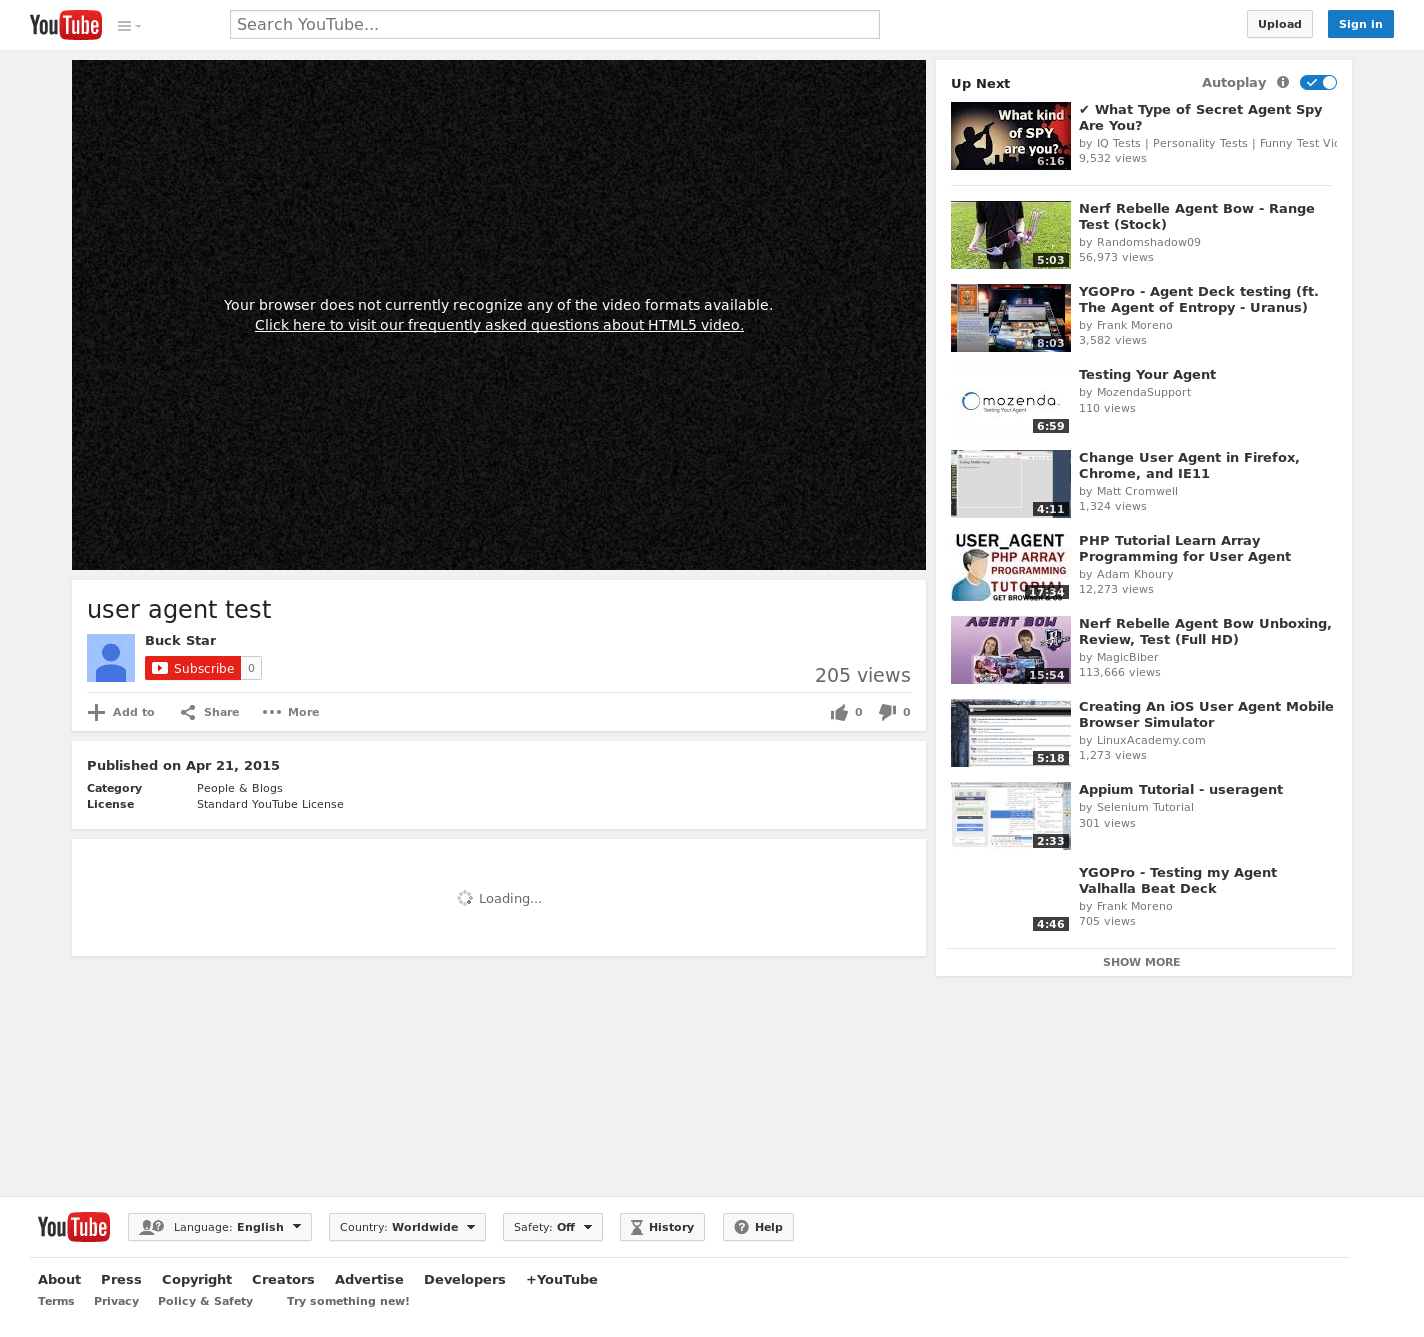 YouTube
Search YouTube...
Upload
Sign in
Your browser does not currently recognize any of the video formats available.
Click here to visit our frequently asked questions about HTML5 video.
user agent test
Buck Star
Subscribe 0
205 views
Add to
Share
More
0
0
Published on Apr 21, 2015
Category People & Blogs
License Standard YouTube License
Loading...
Up Next
Autoplay
What kind
of SPY
are you?
6:16
✔ What Type of Secret Agent Spy
Are You?
by IQ Tests | Personality Tests | Funny Test Vid
9,532 views
5:03
Nerf Rebelle Agent Bow - Range
Test (Stock)
by Randomshadow09
56,973 views
8:03
YGOPro - Agent Deck testing (ft.
The Agent of Entropy - Uranus)
by Frank Moreno
3,582 views
mozenda
Testing Your Agent
6:59
Testing Your Agent
by MozendaSupport
110 views
4:11
Change User Agent in Firefox,
Chrome, and IE11
by Matt Cromwell
1,324 views
USER_AGENT
PHP ARRAY
PROGRAMMING
TUTORIAL
17:34
PHP Tutorial Learn Array
Programming for User Agent
by Adam Khoury
12,273 views
AGENT BOW
15:54
Nerf Rebelle Agent Bow Unboxing,
Review, Test (Full HD)
by MagicBiber
113,666 views
5:18
Creating An iOS User Agent Mobile
Browser Simulator
by LinuxAcademy.com
1,273 views
2:33
Appium Tutorial - useragent
by Selenium Tutorial
301 views
4:46
YGOPro - Testing my Agent
Valhalla Beat Deck
by Frank Moreno
705 views
SHOW MORE
YouTube
Language: English
Country: Worldwide
Safety: Off
History
Help
About Press Copyright Creators Advertise Developers +YouTube
Terms Privacy Policy & Safety Try something new!